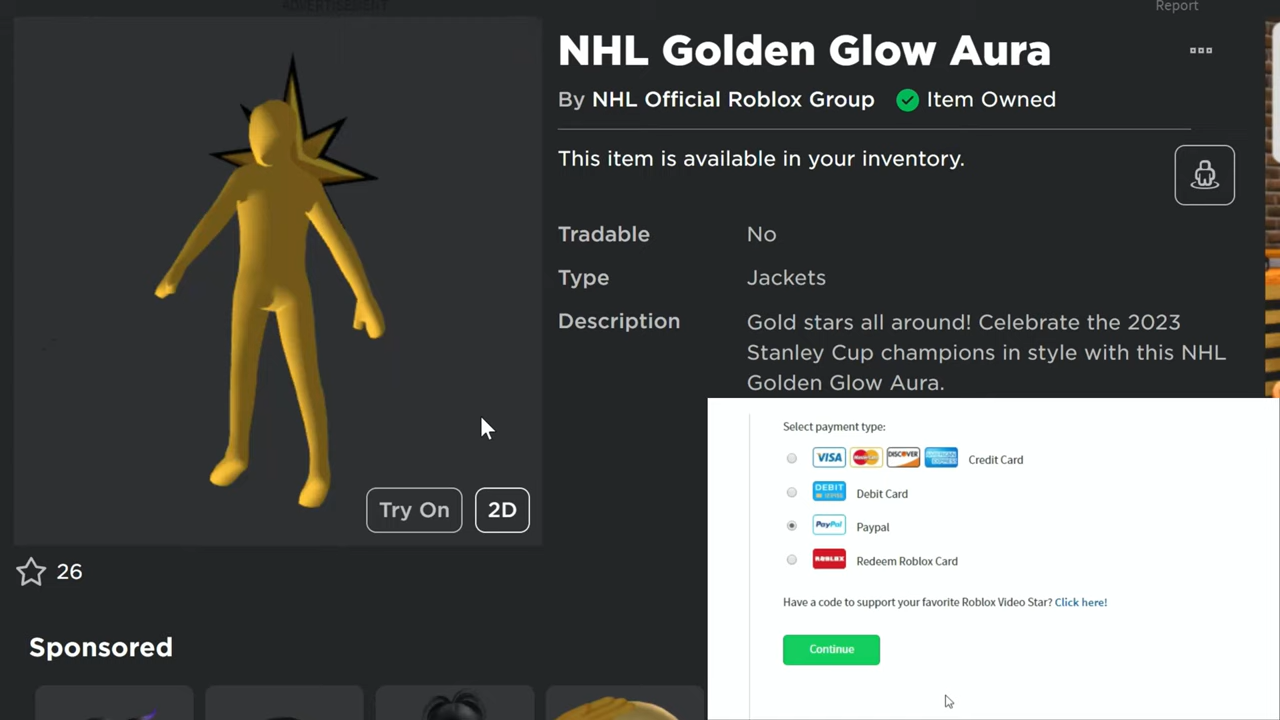 ADVERTISEMENT
Report
NHL Golden Glow Aura
By NHL Official Roblox Group Item Owned
This item is available in your inventory.
Tradable No
Type Jackets
Description Gold stars all around! Celebrate the 2023
Stanley Cup champions in style with this NHL
Golden Glow Aura.
Try On 2D
26
Sponsored
Select payment type:
VISA MasterCard DISCOVER AMERICAN EXPRESS Credit Card
DEBIT Debit Card
PayPal Paypal
ROBLOX Redeem Roblox Card
Have a code to support your favorite Roblox Video Star? Click here!
Continue